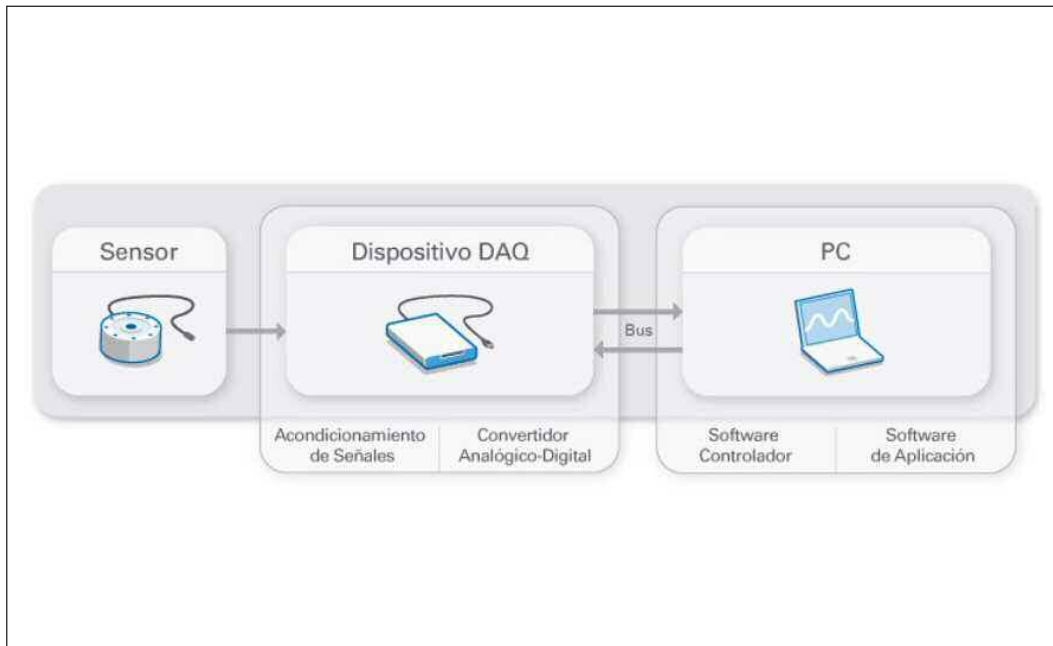 Sensor
Dispositivo DAQ
PC
Bus
Acondicionamiento
de Señales
Convertidor
Analógico-Digital
Software
Controlador
Software
de Aplicación